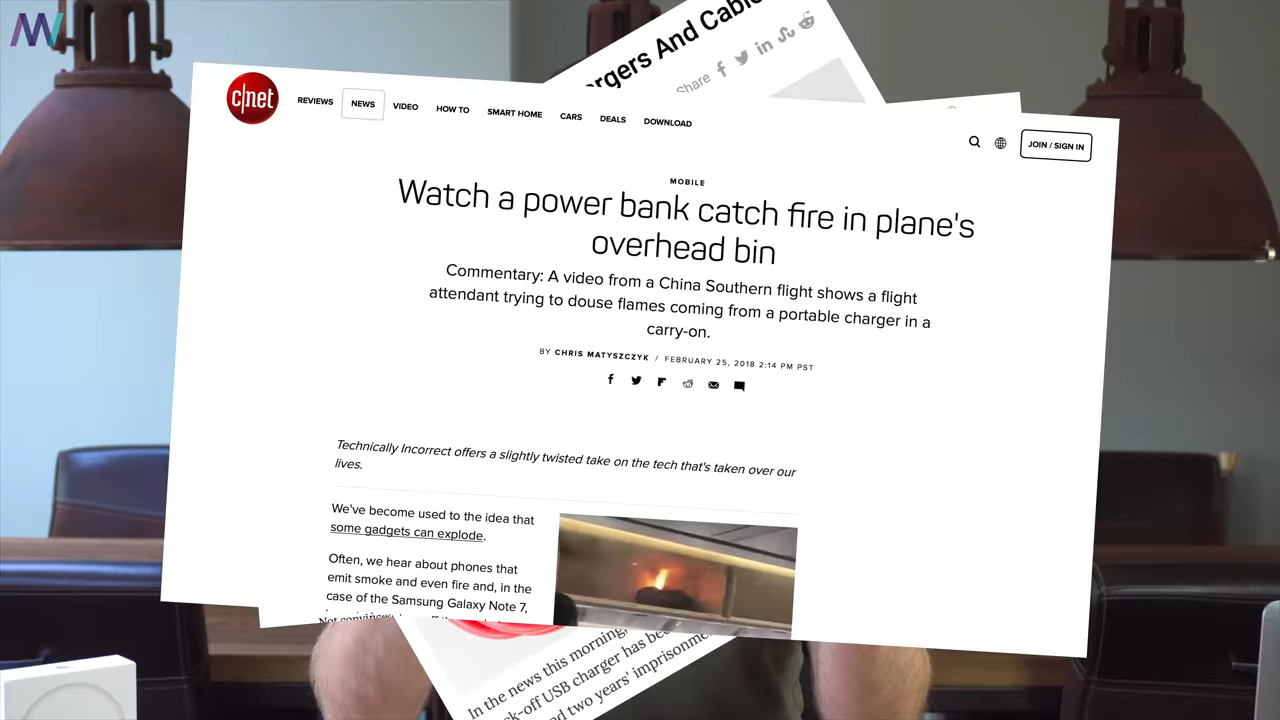 MW
rgers And Cable
Share
c|net
REVIEWS
NEWS
VIDEO
HOW TO
SMART HOME
CARS
DEALS
DOWNLOAD
JOIN / SIGN IN
MOBILE
Watch a power bank catch fire in plane's
overhead bin
Commentary: A video from a China Southern flight shows a flight
attendant trying to douse flames coming from a portable charger in a
carry-on.
BY CHRIS MATYSZCZYK / FEBRUARY 25, 2018 2:14 PM PST
Technically Incorrect offers a slightly twisted take on the tech that's taken over our
lives.
We've become used to the idea that
some gadgets can explode.
Often, we hear about phones that
emit smoke and even fire and, in the
case of the Samsung Galaxy Note 7,
In the news this morning,
ck-off USB charger has bee
nd two years' imprisonme